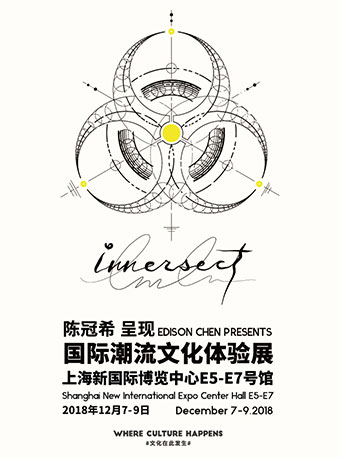 innersect
陈冠希 呈现 EDISON CHEN PRESENTS
国际潮流文化体验展
上海新国际博览中心E5-E7号馆
Shanghai New International Expo Center Hall E5-E7
2018年12月7-9日 December 7-9.2018
WHERE CULTURE HAPPENS
#文化在此发生#